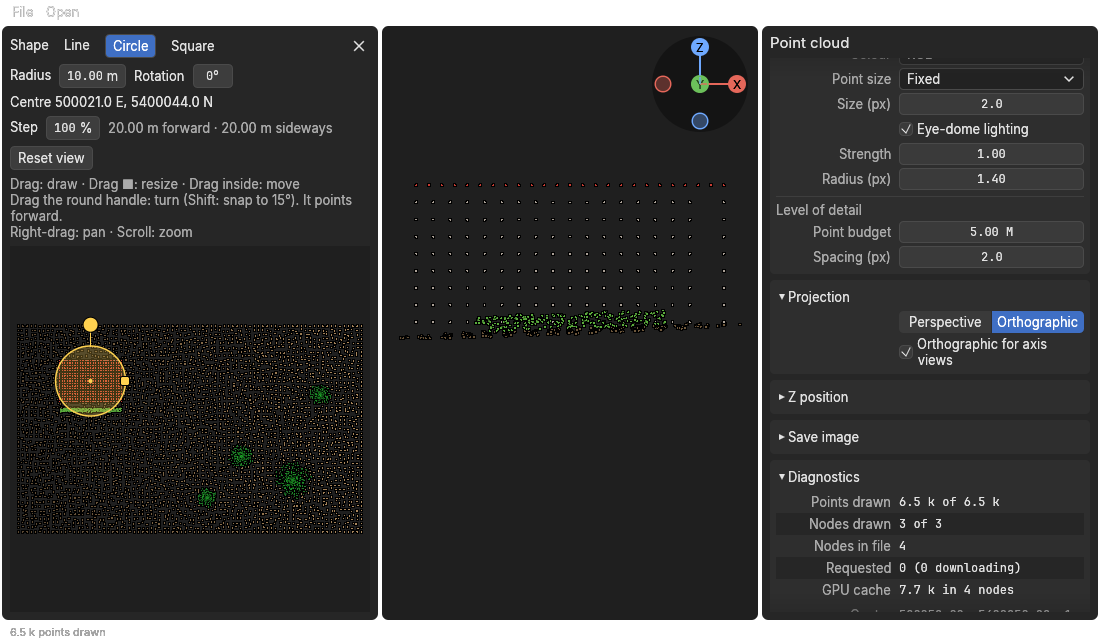 File Open
Shape Line Circle Square ✕
Radius 10.00 m Rotation 0°
Centre 500021.0 E, 5400044.0 N
Step 100 % 20.00 m forward · 20.00 m sideways
Reset view
Drag: draw · Drag ■: resize · Drag inside: move
Drag the round handle: turn (Shift: snap to 15°). It points
forward.
Right-drag: pan · Scroll: zoom
Z
Y X
Point cloud
Point size Fixed
Size (px) 2.0
Eye-dome lighting
Strength 1.00
Radius (px) 1.40
Level of detail
Point budget 5.00 M
Spacing (px) 2.0
Projection
Perspective Orthographic
Orthographic for axis
views
Z position
Save image
Diagnostics
Points drawn 6.5 k of 6.5 k
Nodes drawn 3 of 3
Nodes in file 4
Requested 0 (0 downloading)
GPU cache 7.7 k in 4 nodes
6.5 k points drawn